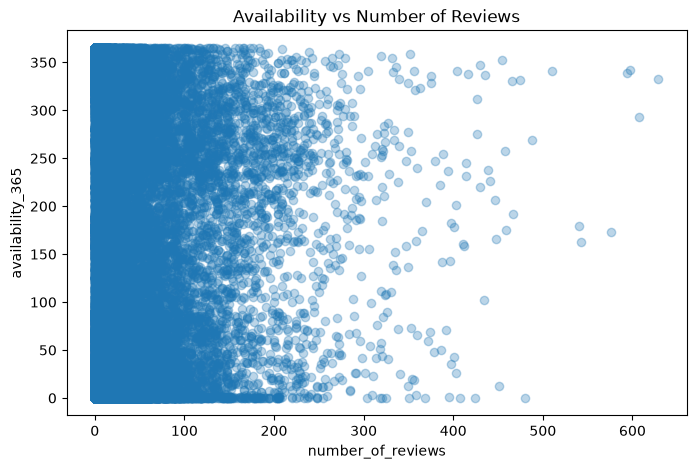 Availability vs Number of Reviews
availability_365
350
300
250
200
150
100
50
0
0 100 200 300 400 500 600
number_of_reviews